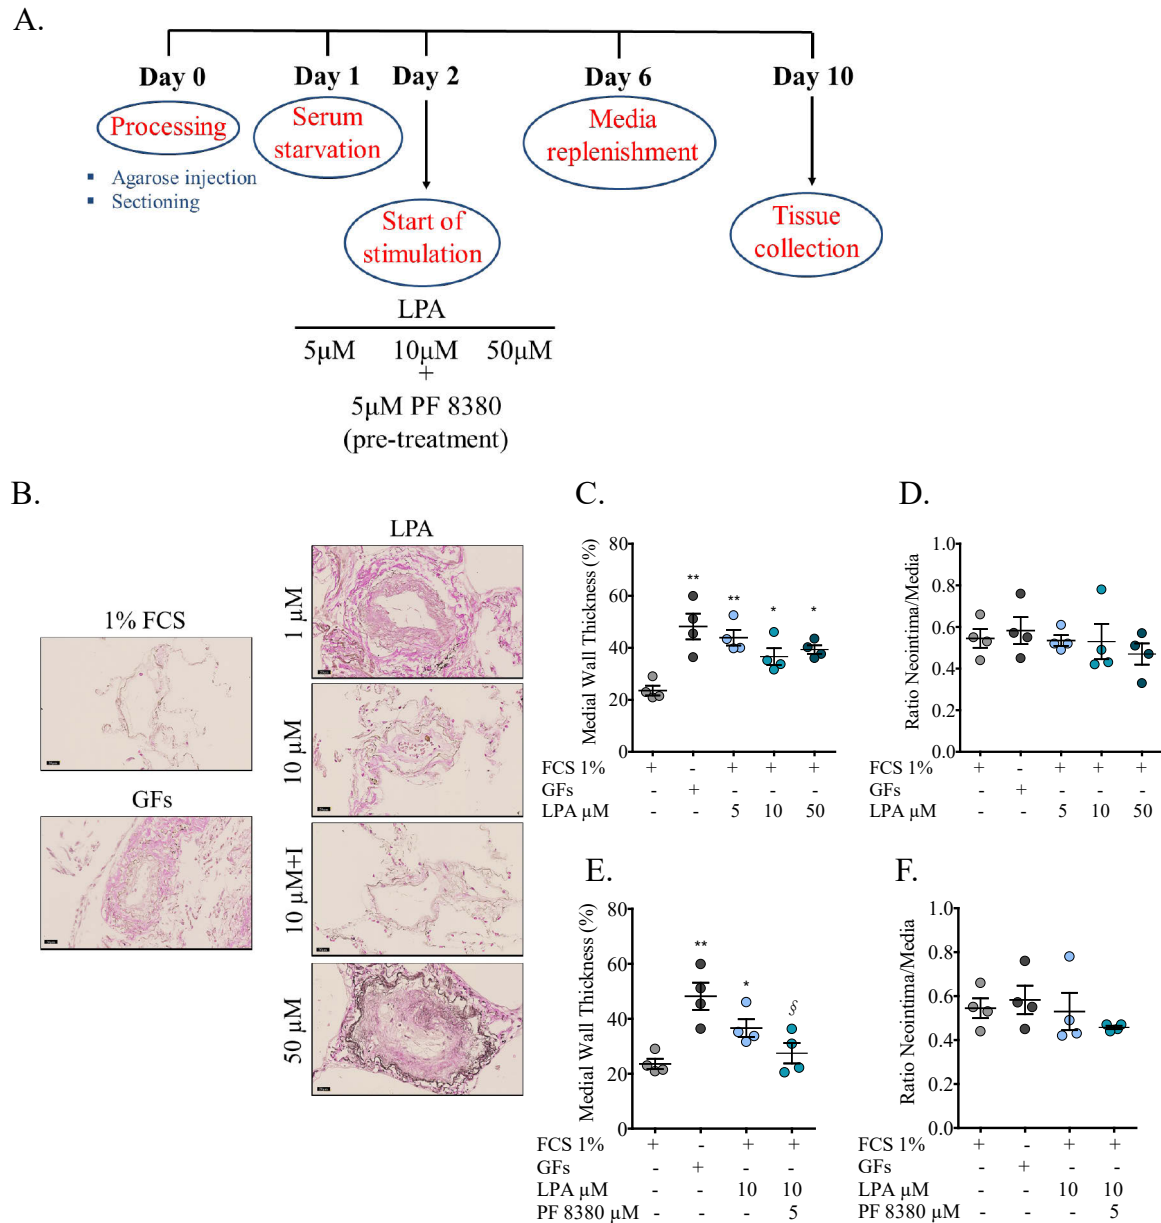 A.
Day 0 Day 1 Day 2 Day 6 Day 10
Processing
Serum
starvation
Media
replenishment
▪ Agarose injection
▪ Sectioning
Start of
stimulation
Tissue
collection
LPA
5μM 10μM 50μM
+
5μM PF 8380
(pre-treatment)
B.
1% FCS
GFs
LPA
1 μM
10 μM
10 μM+I
50 μM
C.
Medial Wall Thickness (%)
80
60
40
20
0
** ** * *
FCS 1% + - + + +
GFs - + - - -
LPA μM - - 5 10 50
D.
Ratio Neointima/Media
1.0
0.8
0.6
0.4
0.2
0.0
FCS 1% + - + + +
GFs - + - - -
LPA μM - - 5 10 50
E.
Medial Wall Thickness (%)
80
60
40
20
0
** * §
FCS 1% + - + +
GFs - + - -
LPA μM - - 10 10
PF 8380 μM - - - 5
F.
Ratio Neointima/Media
1.0
0.8
0.6
0.4
0.2
0.0
FCS 1% + - + +
GFs - + - -
LPA μM - - 10 10
PF 8380 μM - - - 5